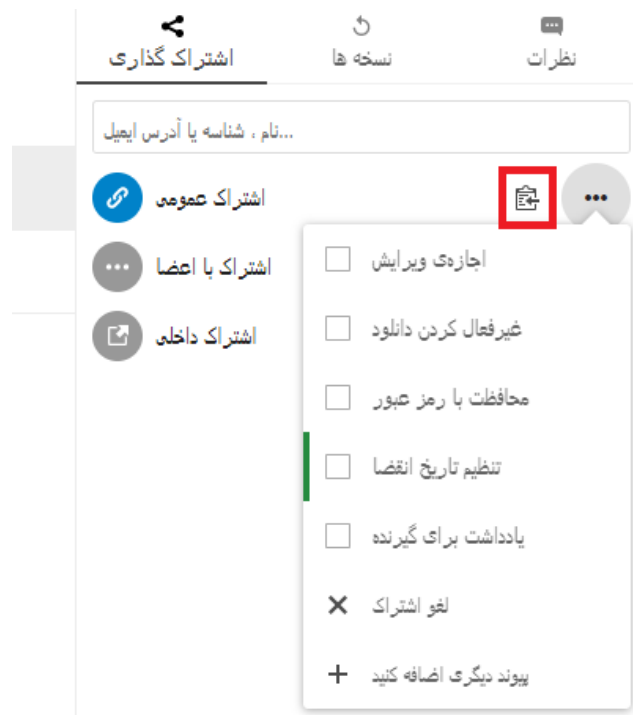 اشتراک گذاری
نسخه ها
نظرات
نام ، شناسه یا آدرس ایمیل...
اشتراک عمومی
اشتراک با اعضا
اشتراک داخلی
اجازه‌ی ویرایش
غیرفعال کردن دانلود
محافظت با رمز عبور
تنظیم تاریخ انقضا
یادداشت برای گیرنده
لغو اشتراک
پیوند دیگری اضافه کنید